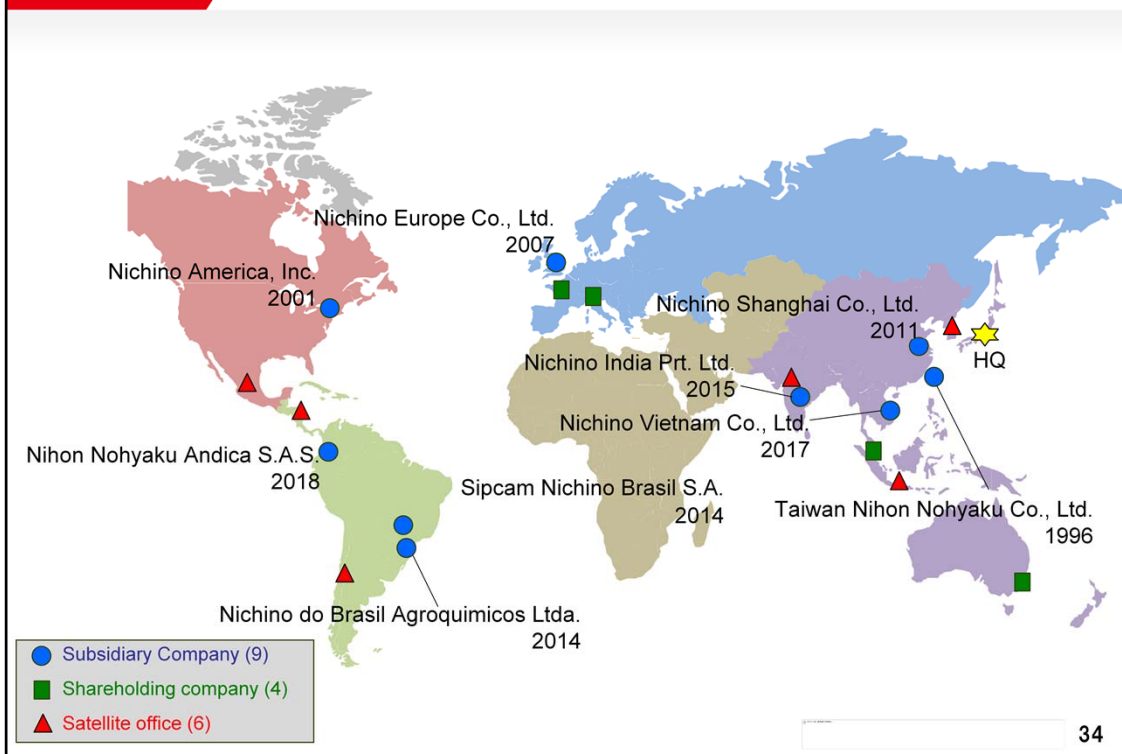 Nichino Europe Co., Ltd.
2007
Nichino America, Inc.
2001
Nichino Shanghai Co., Ltd.
2011
HQ
Nichino India Prt. Ltd.
2015
Nichino Vietnam Co., Ltd.
2017
Nihon Nohyaku Andica S.A.S.
2018
Sipcam Nichino Brasil S.A.
2014
Taiwan Nihon Nohyaku Co., Ltd.
1996
Nichino do Brasil Agroquimicos Ltda.
2014
Subsidiary Company (9)
Shareholding company (4)
Satellite office (6)
34